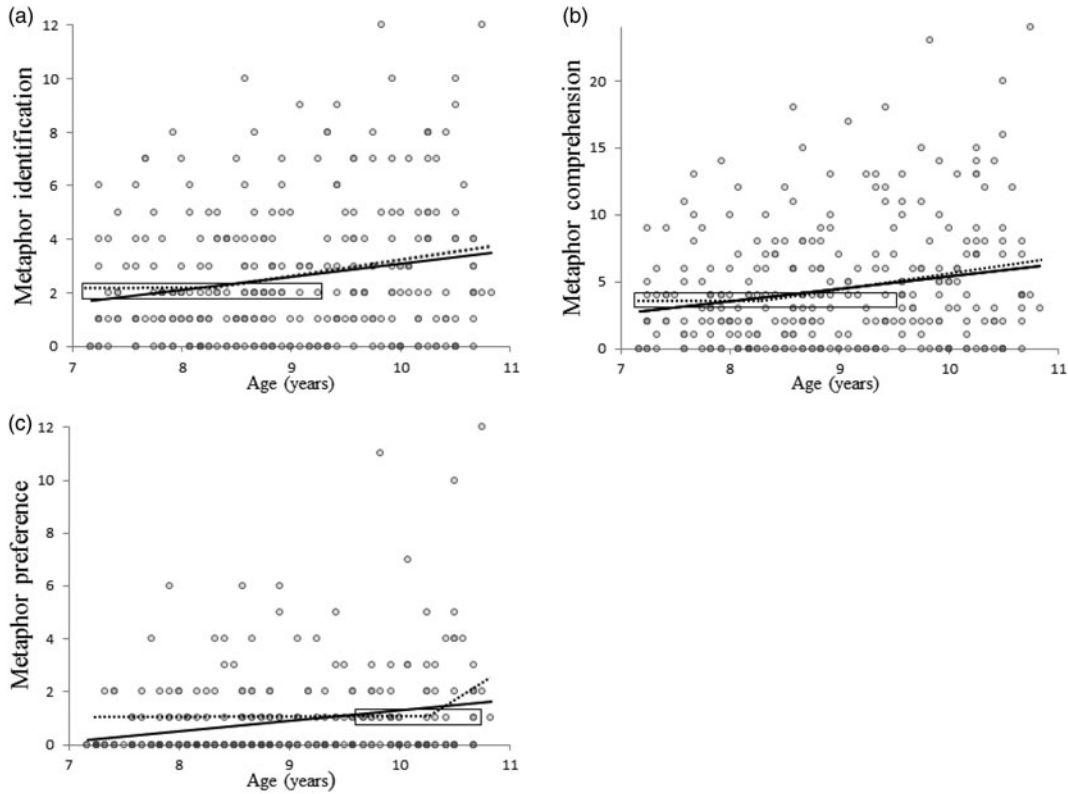 (a)
12
10
8
6
4
2
0
Metaphor identification
7 8 9 10 11
Age (years)
(b)
20
15
10
5
0
Metaphor comprehension
7 8 9 10 11
Age (years)
(c)
12
10
8
6
4
2
0
Metaphor preference
7 8 9 10 11
Age (years)